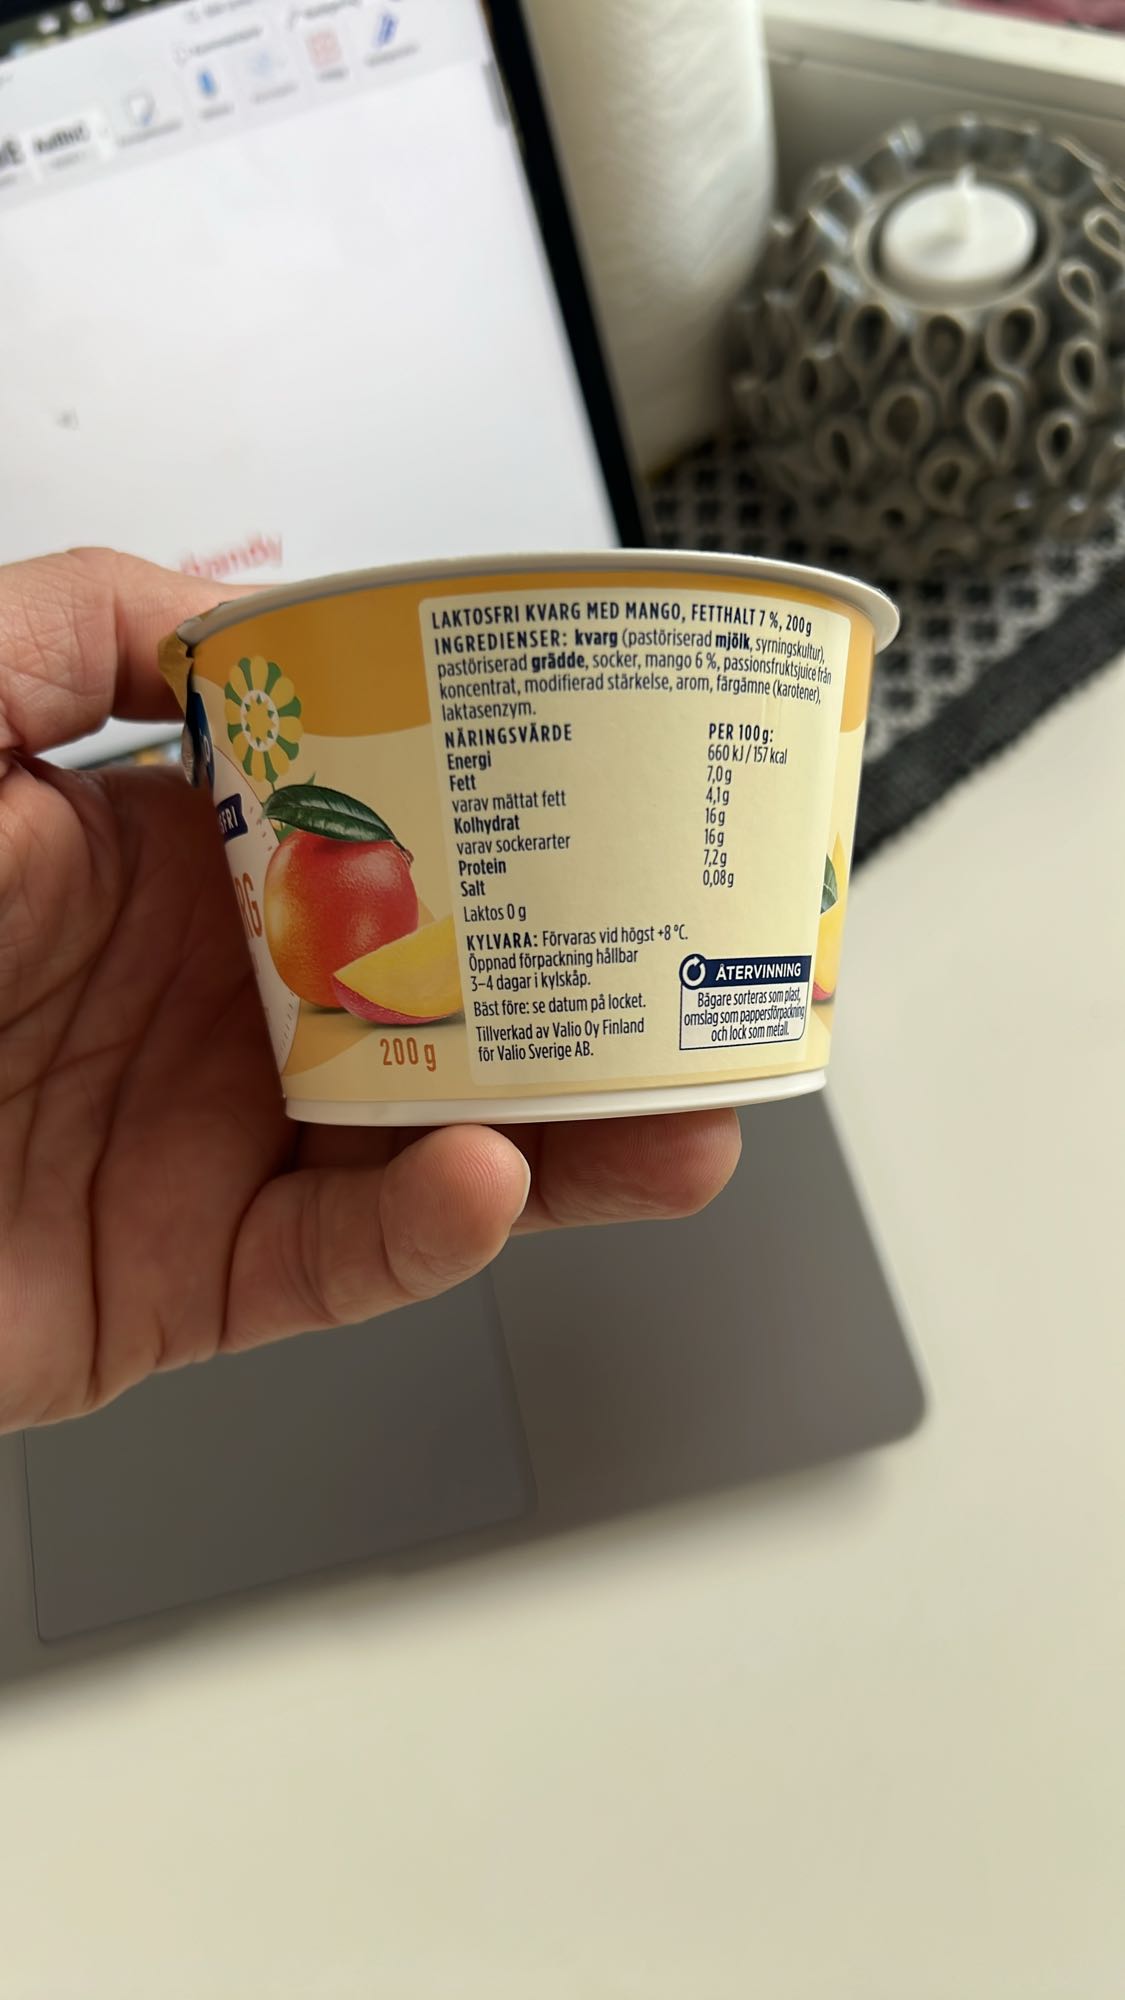 LAKTOSFRI KVARG MED MANGO, FETTHALT 7 %, 200g
INGREDIENSER: kvarg (pastöriserad mjölk, syrningskultur),
pastöriserad grädde, socker, mango 6 %, passionsfruktsjuice från
koncentrat, modifierad stärkelse, arom, färgämne (karotener),
laktasenzym.
NÄRINGSVÄRDE PER 100g:
Energi 660 kJ / 157 kcal
Fett 7,0g
varav mättat fett 4,1g
Kolhydrat 16g
varav sockerarter 16g
Protein 7,2g
Salt 0,08g
Laktos 0 g
KYLVARA: Förvaras vid högst +8 °C.
Öppnad förpackning hållbar
3–4 dagar i kylskåp.
Bäst före: se datum på locket.
Tillverkad av Valio Oy Finland
för Valio Sverige AB.
ÅTERVINNING
Bägare sorteras som plast,
omslag som pappersförpackning
och lock som metall.
200 g